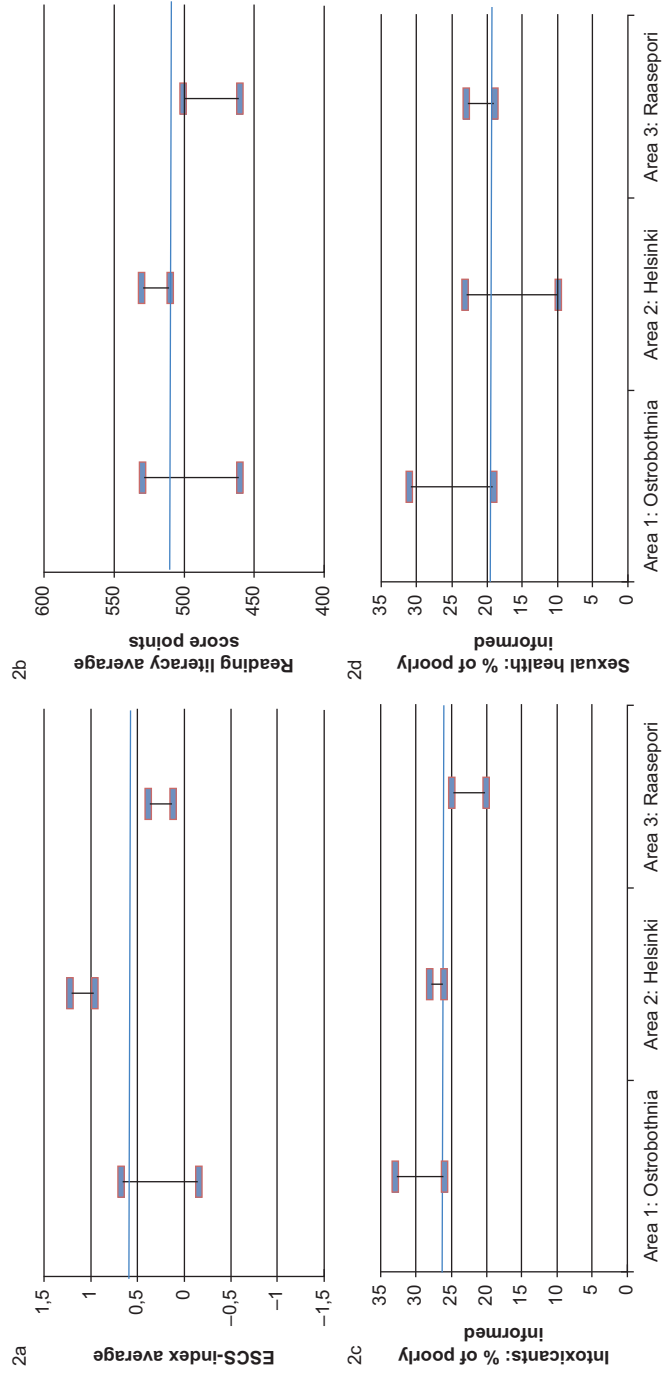 2a
ESCS-index average
1,5
1
0,5
0
−0,5
−1
−1,5
2b
Reading literacy average
score points
600
550
500
450
400
2c
Intoxicants: % of poorly
informed
35
30
25
20
15
10
5
0
Area 1: Ostrobothnia Area 2: Helsinki Area 3: Raasepori
2d
Sexual health: % of poorly
informed
35
30
25
20
15
10
5
0
Area 1: Ostrobothnia Area 2: Helsinki Area 3: Raasepori